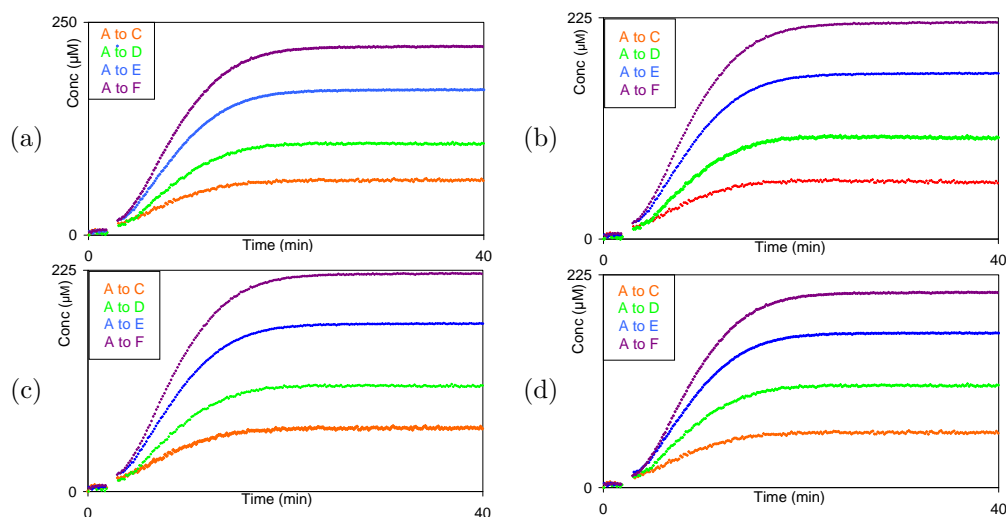 250
A to C
A to D
A to E
A to F
Conc (µM)
0
0
Time (min)
40
(a)
225
A to C
A to D
A to E
A to F
Conc (µM)
0
0
Time (min)
40
(b)
225
A to C
A to D
A to E
A to F
Conc (µM)
0
0
Time (min)
40
(c)
225
A to C
A to D
A to E
A to F
Conc (µM)
0
0
Time (min)
40
(d)